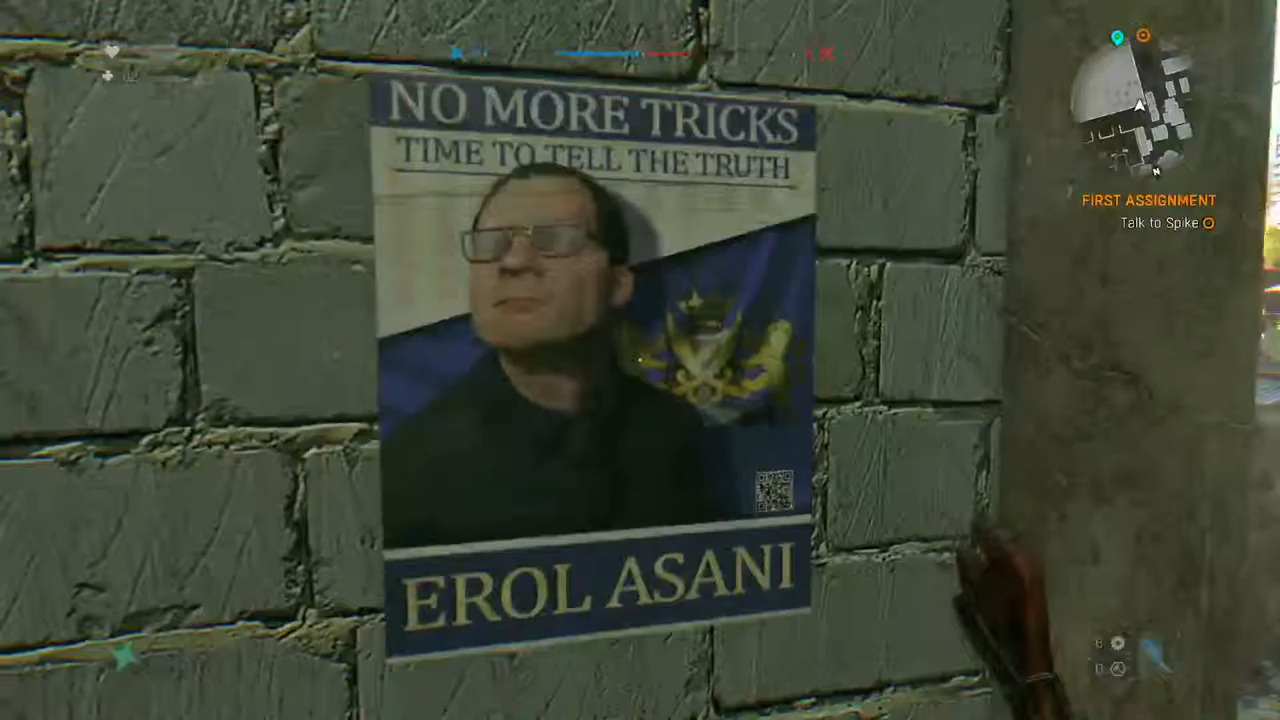 NO MORE TRICKS
TIME TO TELL THE TRUTH
EROL ASANI
N
FIRST ASSIGNMENT
Talk to Spike